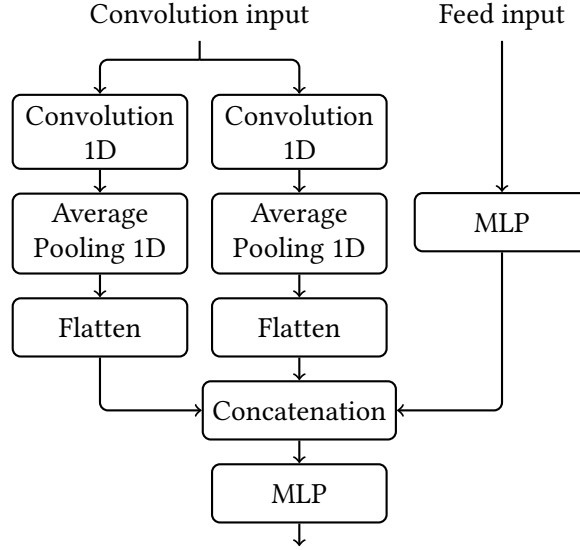 Convolution input
Feed input
Convolution
1D
Convolution
1D
Average
Pooling 1D
Average
Pooling 1D
MLP
Flatten
Flatten
Concatenation
MLP